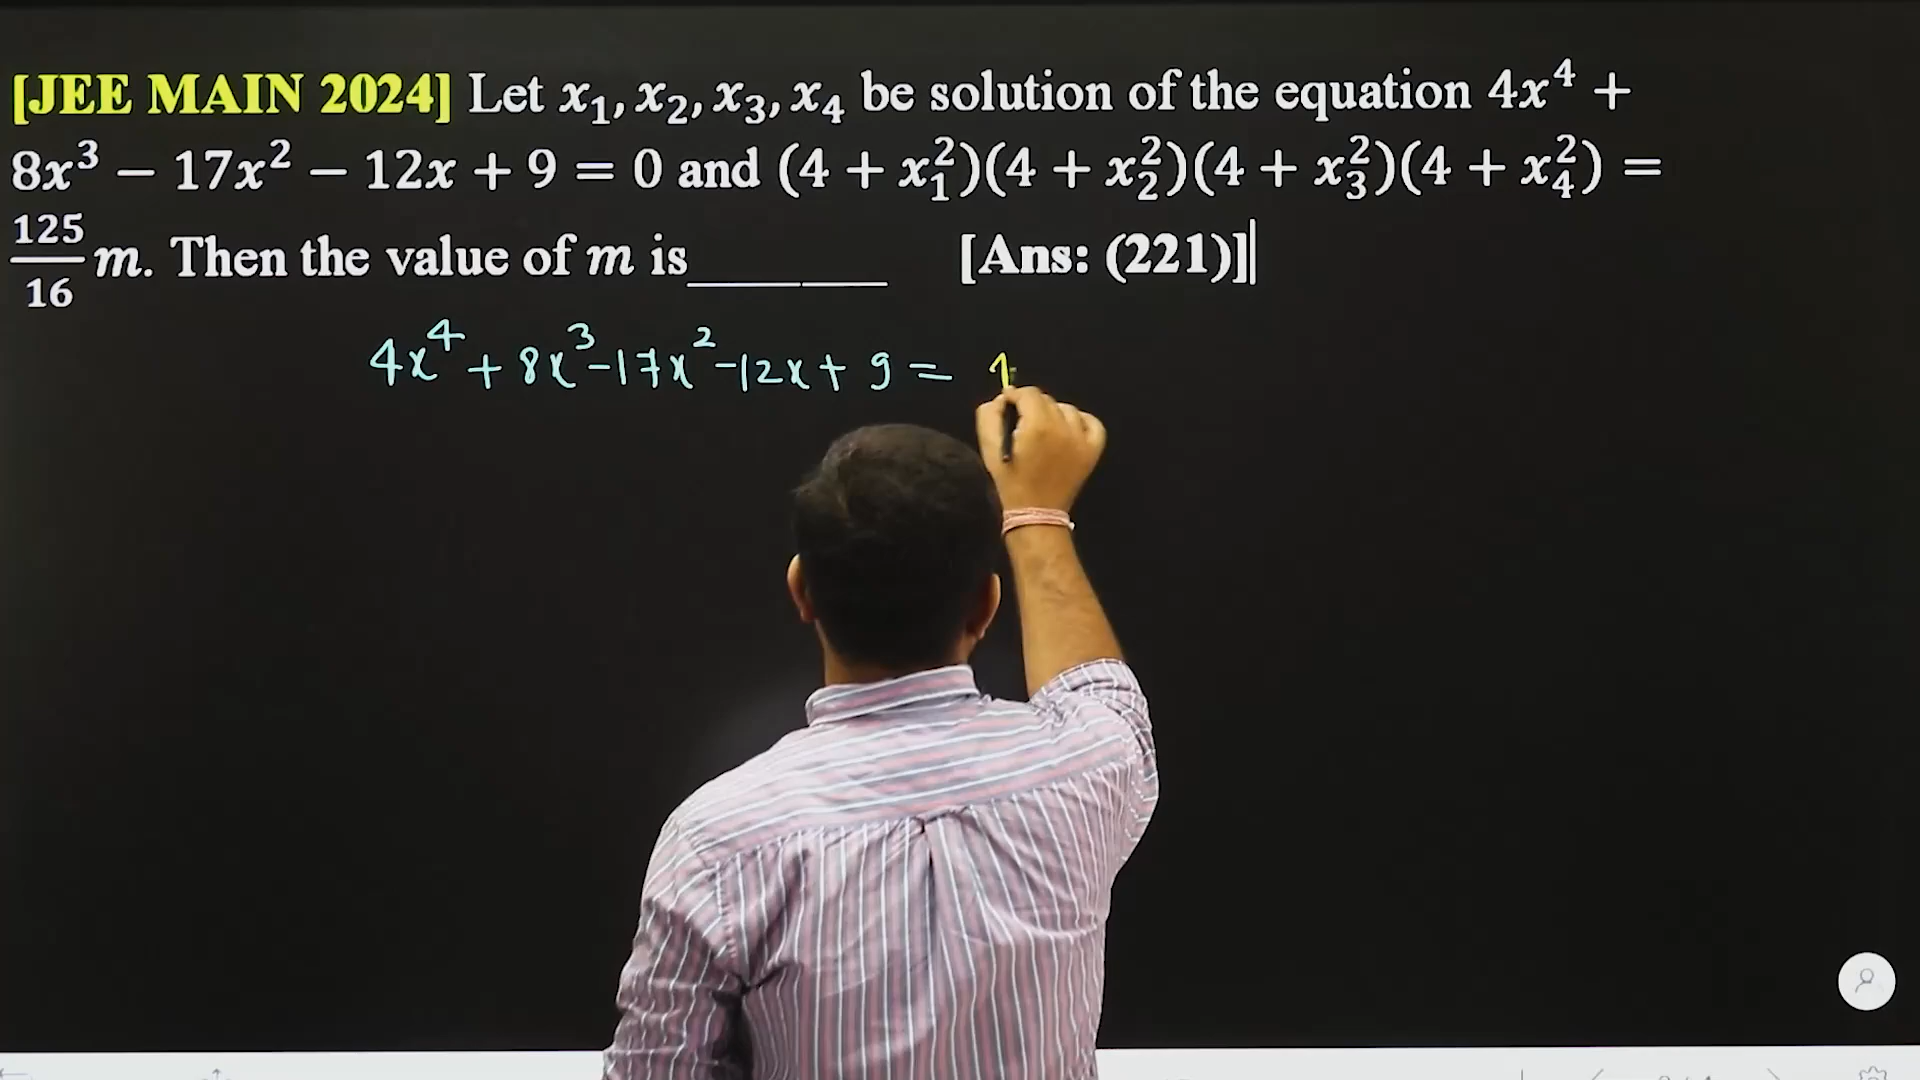 [JEE MAIN 2024] Let x₁, x₂, x₃, x₄ be solution of the equation 4x⁴ +
8x³ − 17x² − 12x + 9 = 0 and (4 + x₁²)(4 + x₂²)(4 + x₃²)(4 + x₄²) =
125/16 m. Then the value of m is________ [Ans: (221)]
4x⁴ + 8x³ - 17x² - 12x + 9 =